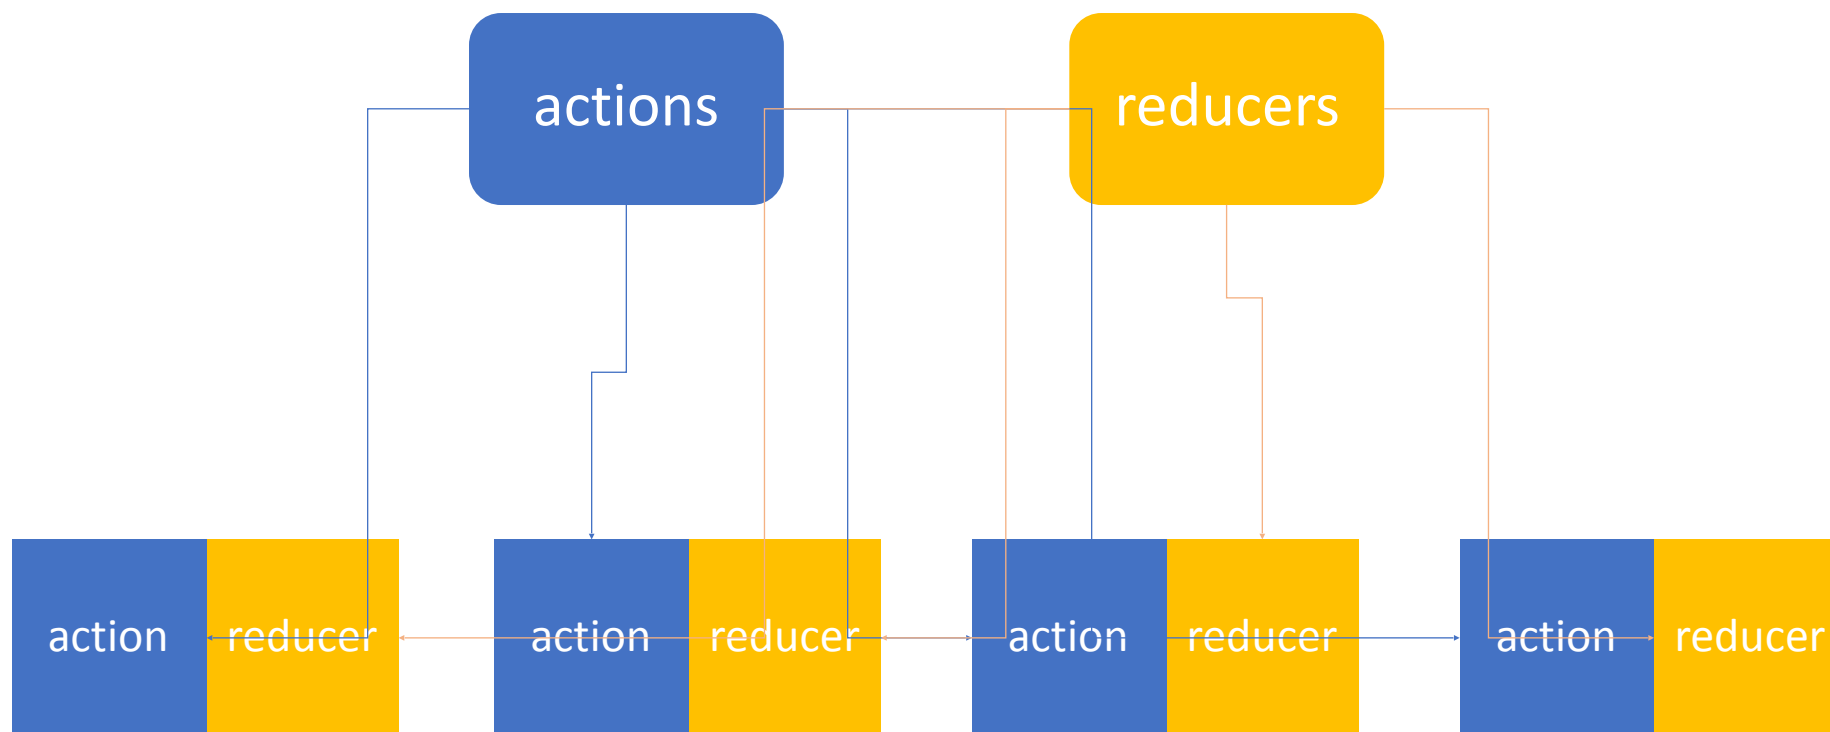 actions
reducers
action
reducer
action
reducer
action
reducer
action
reducer